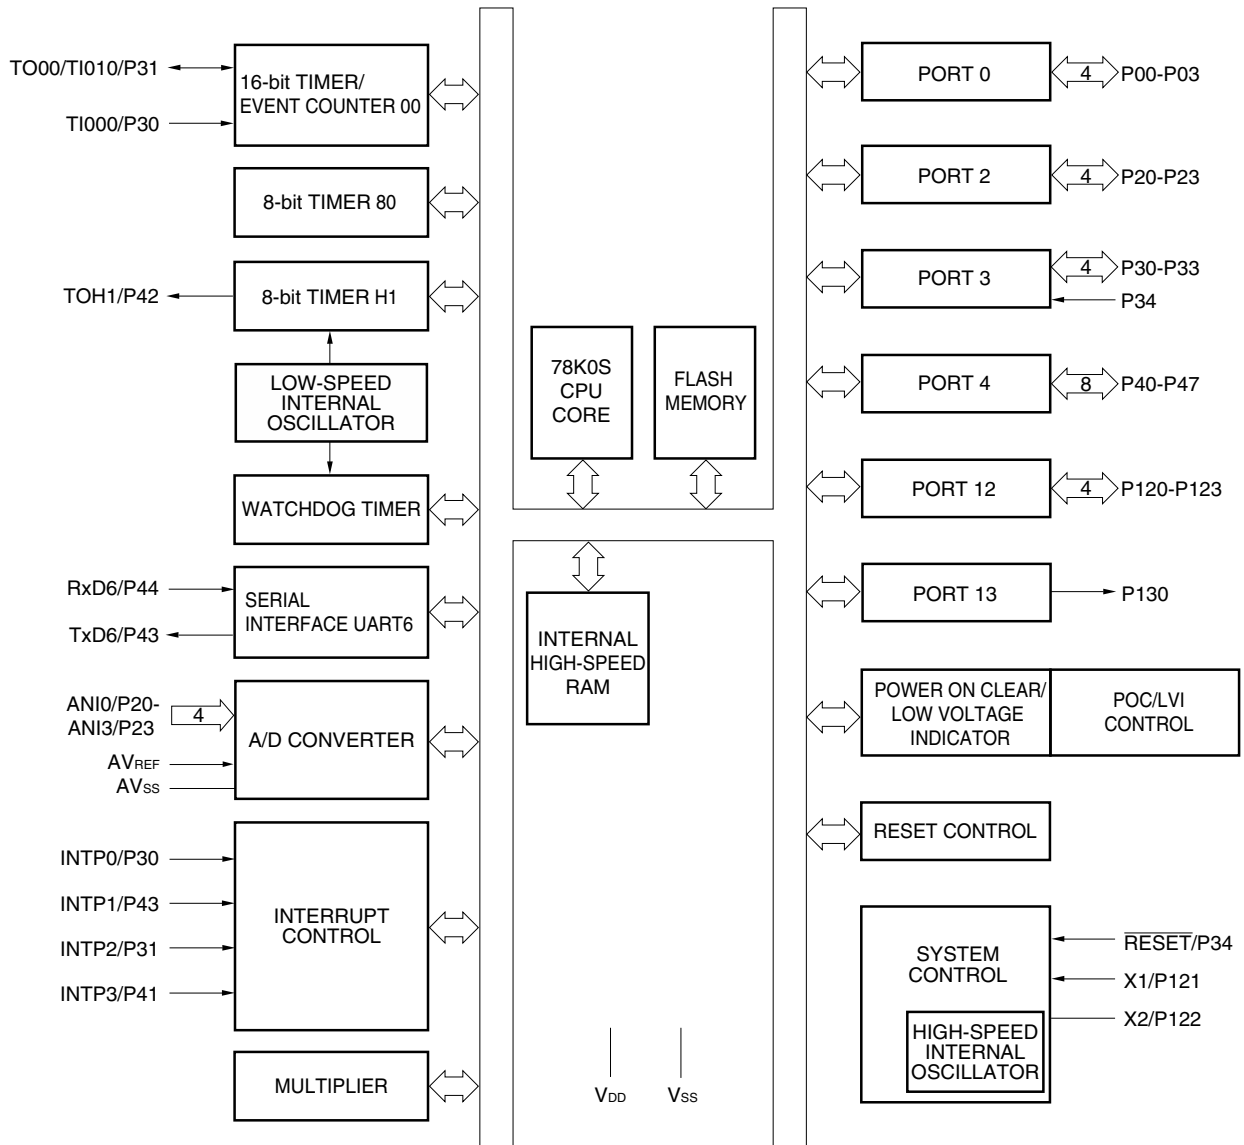 TO00/TI010/P31
TI000/P30
16-bit TIMER/
EVENT COUNTER 00
8-bit TIMER 80
TOH1/P42
8-bit TIMER H1
LOW-SPEED
INTERNAL
OSCILLATOR
WATCHDOG TIMER
RxD6/P44
TxD6/P43
SERIAL
INTERFACE UART6
ANI0/P20-
ANI3/P23
4
AVREF
AVSS
A/D CONVERTER
INTP0/P30
INTP1/P43
INTP2/P31
INTP3/P41
INTERRUPT
CONTROL
MULTIPLIER
78K0S
CPU
CORE
FLASH
MEMORY
INTERNAL
HIGH-SPEED
RAM
VDD
VSS
PORT 0
4
P00-P03
PORT 2
4
P20-P23
PORT 3
4
P30-P33
P34
PORT 4
8
P40-P47
PORT 12
4
P120-P123
PORT 13
P130
POWER ON CLEAR/
LOW VOLTAGE
INDICATOR
POC/LVI
CONTROL
RESET CONTROL
SYSTEM
CONTROL
RESET/P34
X1/P121
X2/P122
HIGH-SPEED
INTERNAL
OSCILLATOR